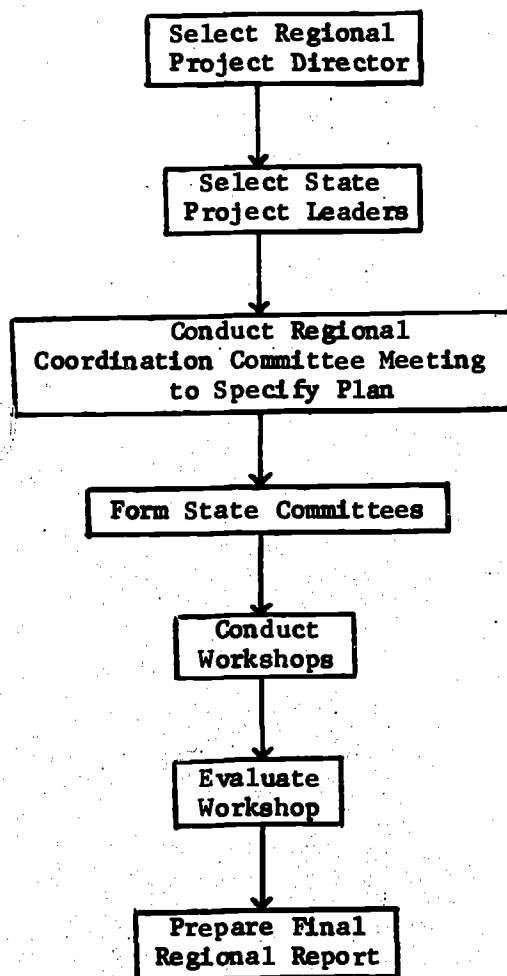 Select Regional
Project Director
Select State
Project Leaders
Conduct Regional
Coordination Committee Meeting
to Specify Plan
Form State Committees
Conduct
Workshops
Evaluate
Workshop
Prepare Final
Regional Report